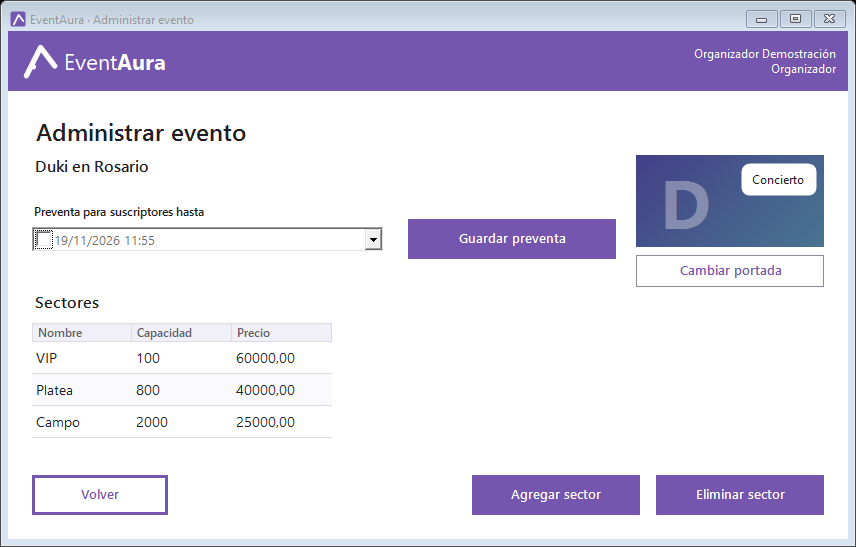 EventAura · Administrar evento
EventAura
Organizador Demostración
Organizador
Administrar evento
Duki en Rosario
D
Concierto
Preventa para suscriptores hasta
19/11/2026 11:55
Guardar preventa
Cambiar portada
Sectores
Nombre Capacidad Precio
VIP 100 60000,00
Platea 800 40000,00
Campo 2000 25000,00
Volver
Agregar sector
Eliminar sector